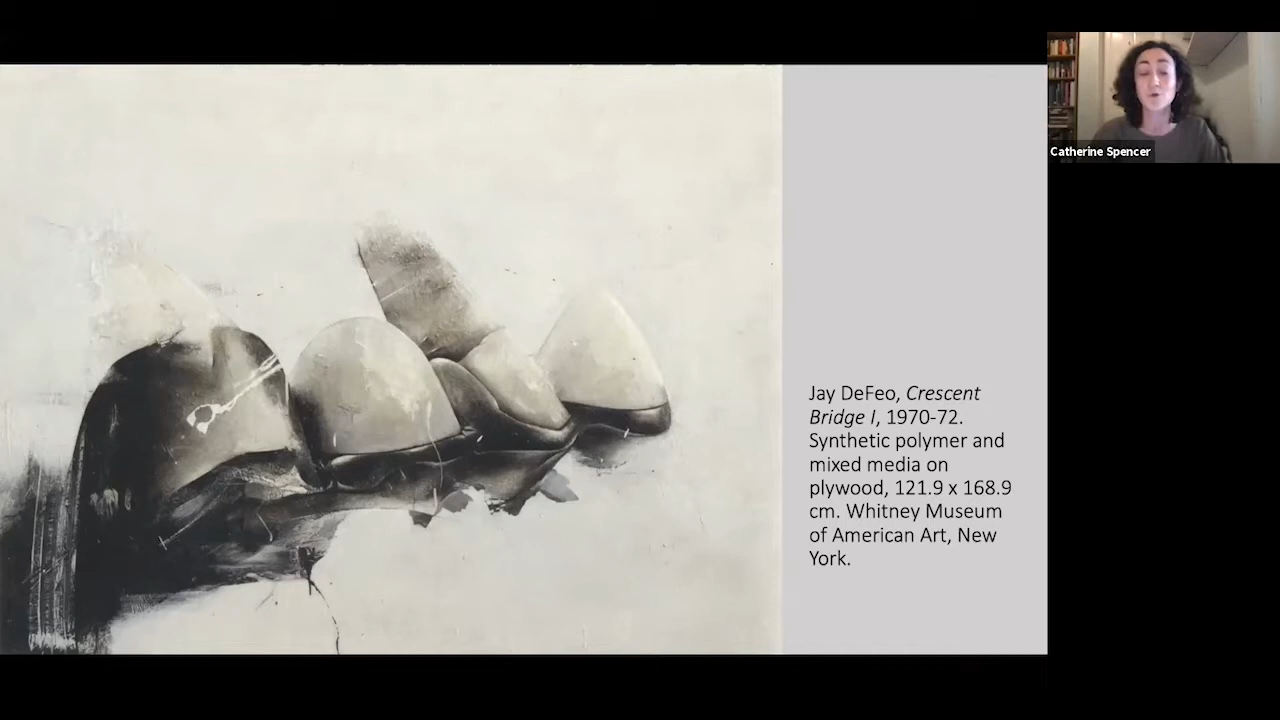 Catherine Spencer
Jay DeFeo, Crescent
Bridge I, 1970-72.
Synthetic polymer and
mixed media on
plywood, 121.9 x 168.9
cm. Whitney Museum
of American Art, New
York.